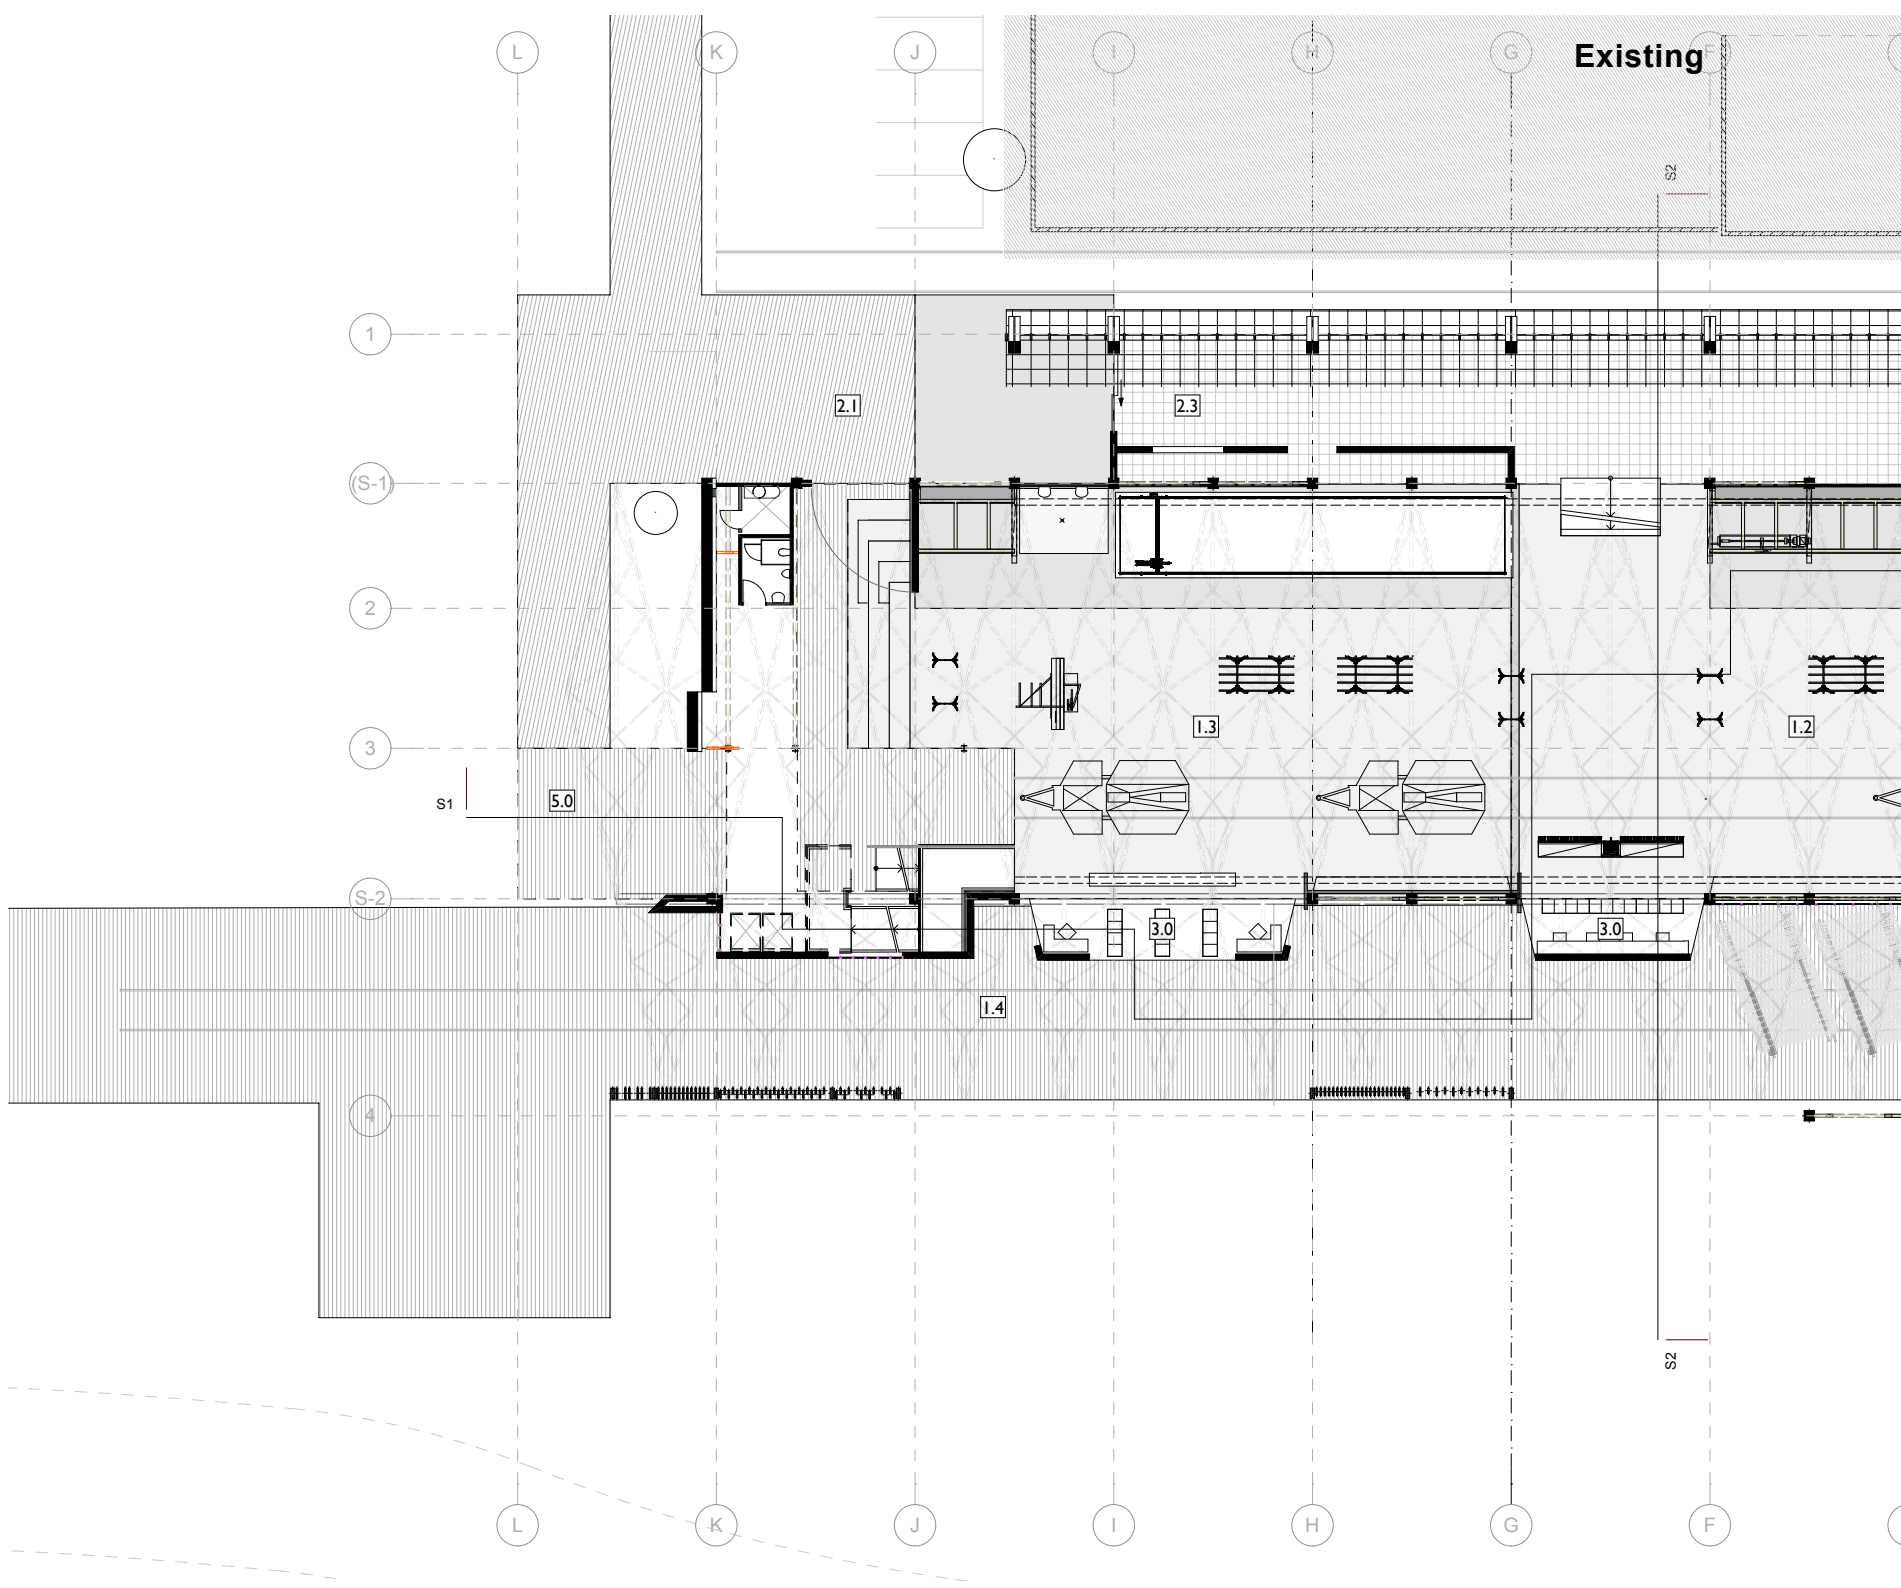 L K J I H G F
Existing
S2
1
2.1 2.3
(S-1)
2
1.3 1.2
3
S1 5.0
S-2
3.0 3.0
1.4
4
S2
L K J I H G F